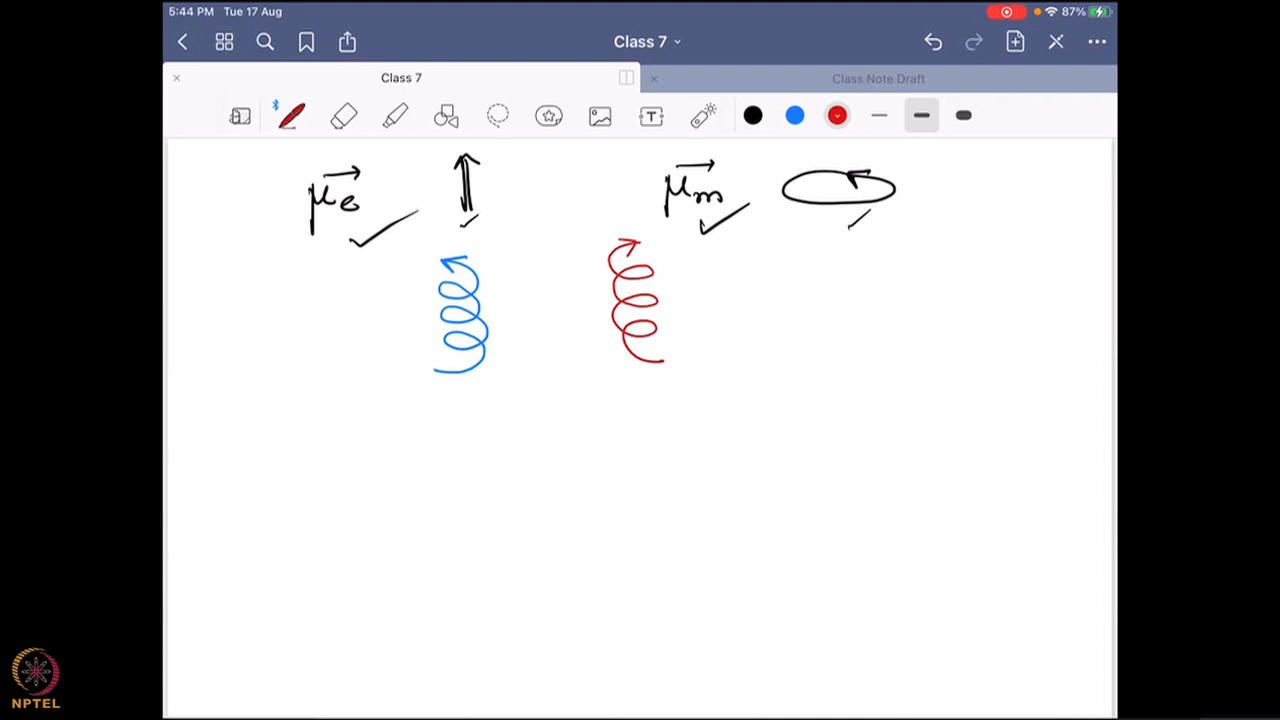 5:44 PM Tue 17 Aug 87%
Class 7
Class 7 Class Note Draft
T
μe μm
NPTEL